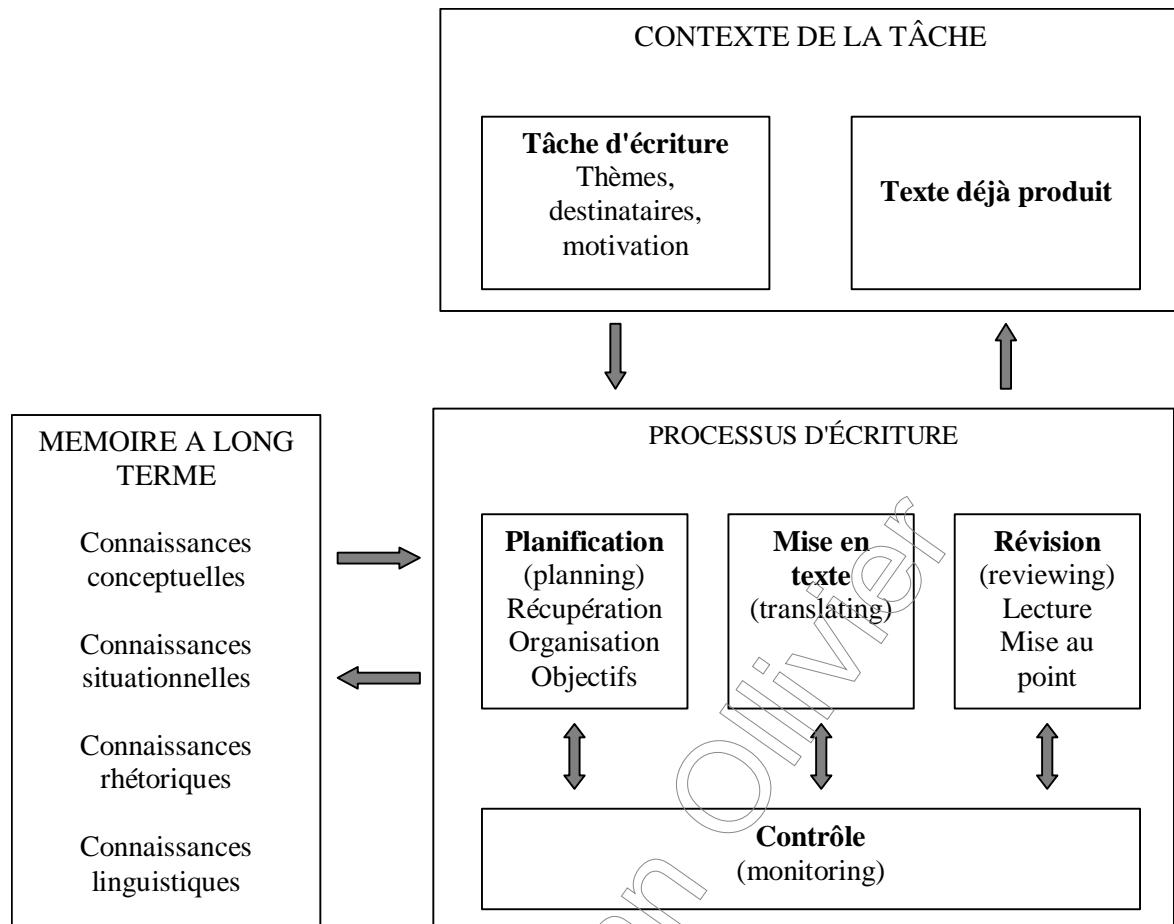 CONTEXTE DE LA TÂCHE
Tâche d'écriture
Thèmes,
destinataires,
motivation
Texte déjà produit
MEMOIRE A LONG
TERME
Connaissances
conceptuelles
Connaissances
situationnelles
Connaissances
rhétoriques
Connaissances
linguistiques
PROCESSUS D'ÉCRITURE
Planification
(planning)
Récupération
Organisation
Objectifs
Mise en
texte
(translating)
Révision
(reviewing)
Lecture
Mise au
point
Contrôle
(monitoring)
Ollivier